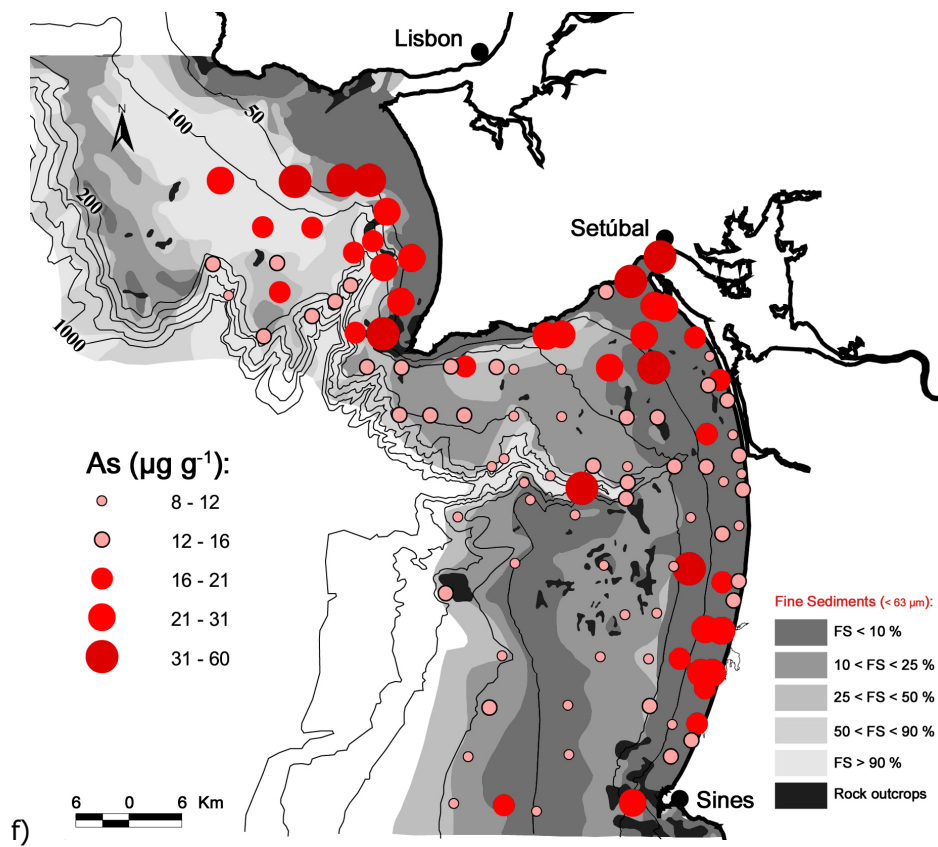 Lisbon
50
100
N
200
Setúbal
1000
As (µg g-1):
8 - 12
12 - 16
16 - 21
21 - 31
31 - 60
Fine Sediments (< 63 µm):
FS < 10 %
10 < FS < 25 %
25 < FS < 50 %
50 < FS < 90 %
FS > 90 %
Rock outcrops
6 0 6 Km
Sines
f)